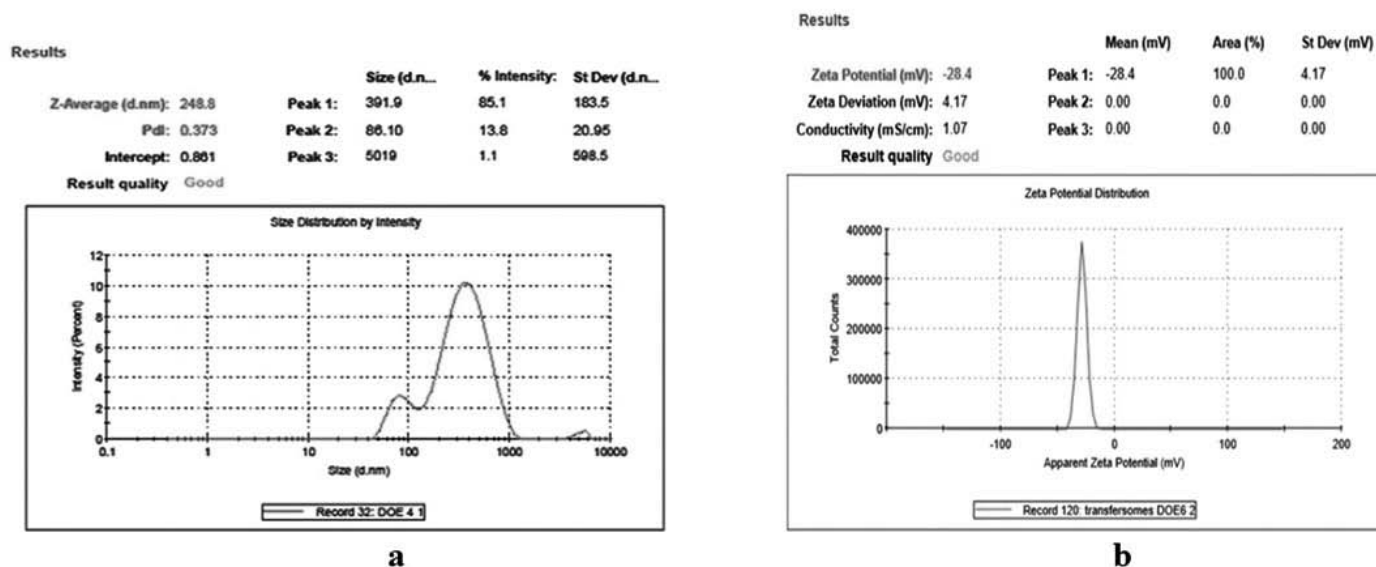 Results
Size (d.n... % Intensity: St Dev (d.n...
Z-Average (d.nm): 248.8 Peak 1: 391.9 85.1 183.5
PdI: 0.373 Peak 2: 86.10 13.8 20.95
Intercept: 0.861 Peak 3: 5019 1.1 598.5
Result quality Good
Size Distribution by Intensity
Intensity (Percent)
12
10
8
6
4
2
0
0.1 1 10 100 1000 10000
Size (d.nm)
Record 32: DOE 4 1
a
Results
Mean (mV) Area (%) St Dev (mV)
Zeta Potential (mV): -28.4 Peak 1: -28.4 100.0 4.17
Zeta Deviation (mV): 4.17 Peak 2: 0.00 0.0 0.00
Conductivity (mS/cm): 1.07 Peak 3: 0.00 0.0 0.00
Result quality Good
Zeta Potential Distribution
Total Counts
400000
300000
200000
100000
0
-100 0 100 200
Apparent Zeta Potential (mV)
Record 120: transfersomes DOE6 2
b